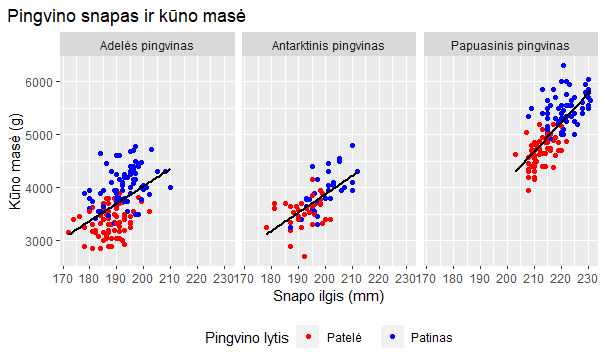 Pingvino snapas ir kūno masė
Adelės pingvinas
Antarktinis pingvinas
Papuasinis pingvinas
Kūno masė (g)
6000
5000
4000
3000
170 180 190 200 210 220 230
170 180 190 200 210 220 230
170 180 190 200 210 220 230
Snapo ilgis (mm)
Pingvino lytis
Patelė
Patinas